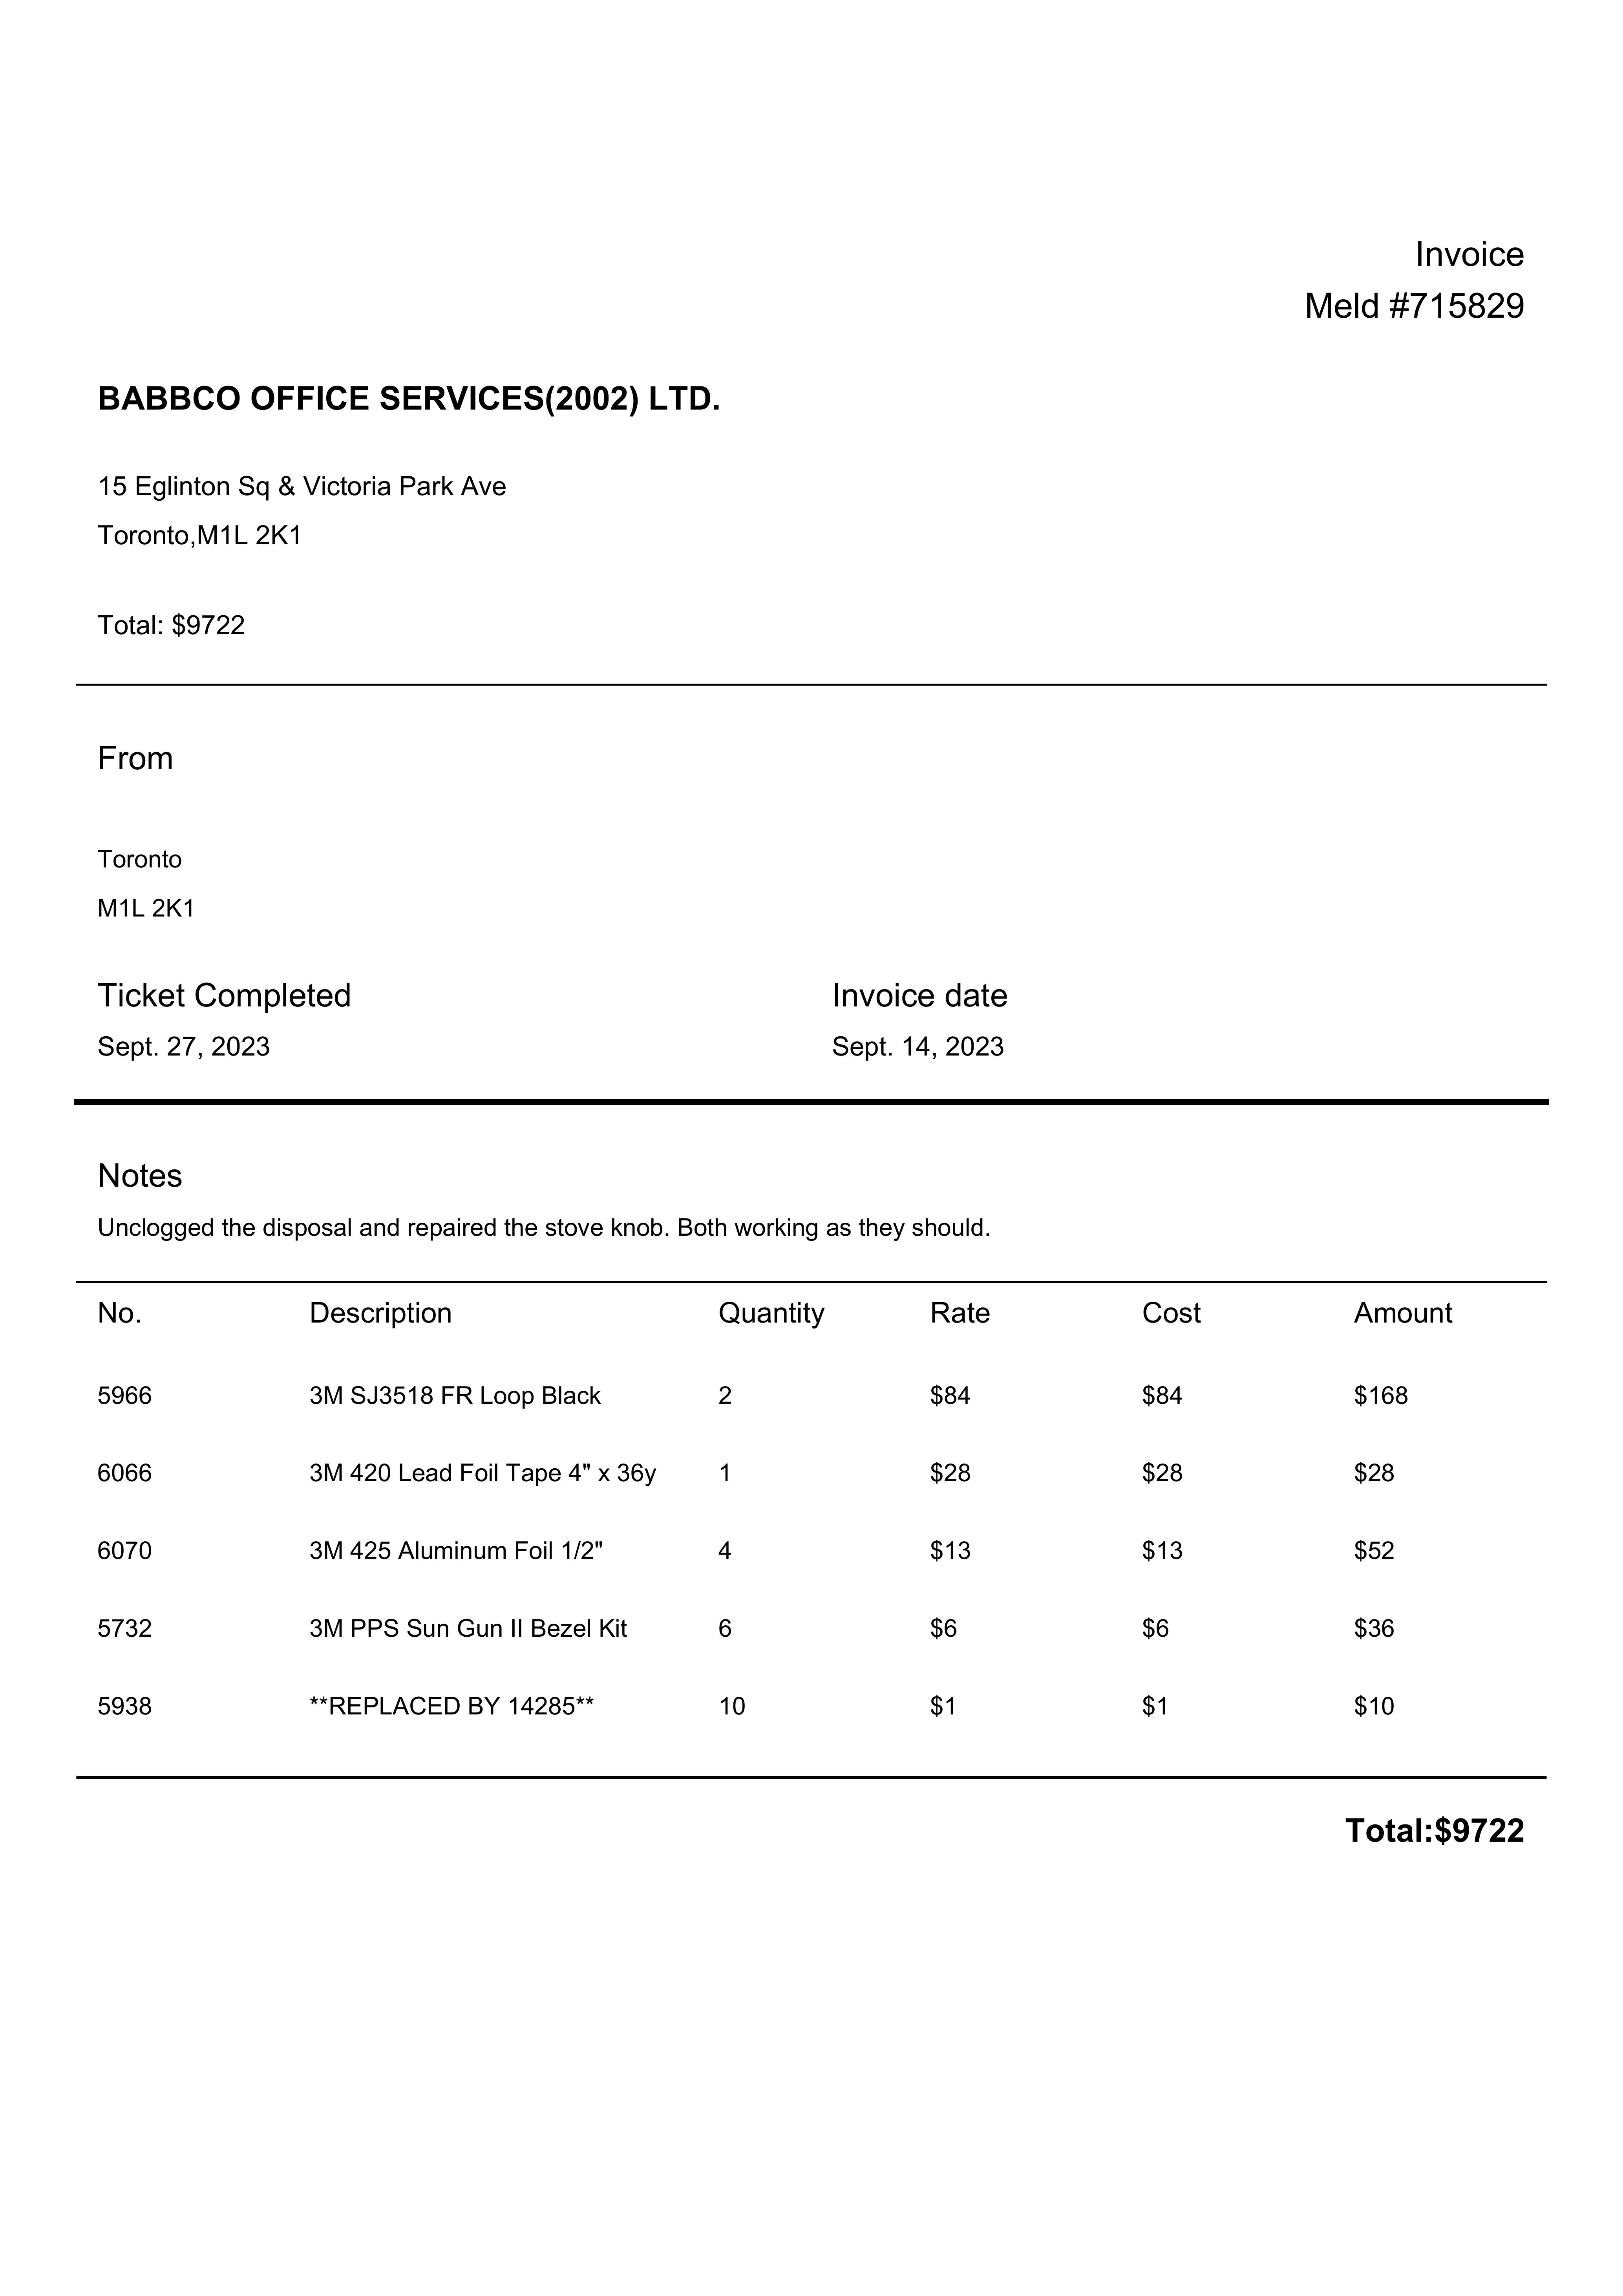 Invoice
Meld #715829
BABBCO OFFICE SERVICES(2002) LTD.
15 Eglinton Sq & Victoria Park Ave
Toronto,M1L 2K1
Total: $9722
From
Toronto
M1L 2K1
Ticket Completed Invoice date
Sept. 27, 2023 Sept. 14, 2023
Notes
Unclogged the disposal and repaired the stove knob. Both working as they should.
No. Description Quantity Rate Cost Amount
5966 3M SJ3518 FR Loop Black 2 $84 $84 $168
6066 3M 420 Lead Foil Tape 4" x 36y 1 $28 $28 $28
6070 3M 425 Aluminum Foil 1/2" 4 $13 $13 $52
5732 3M PPS Sun Gun II Bezel Kit 6 $6 $6 $36
5938 **REPLACED BY 14285** 10 $1 $1 $10
Total:$9722